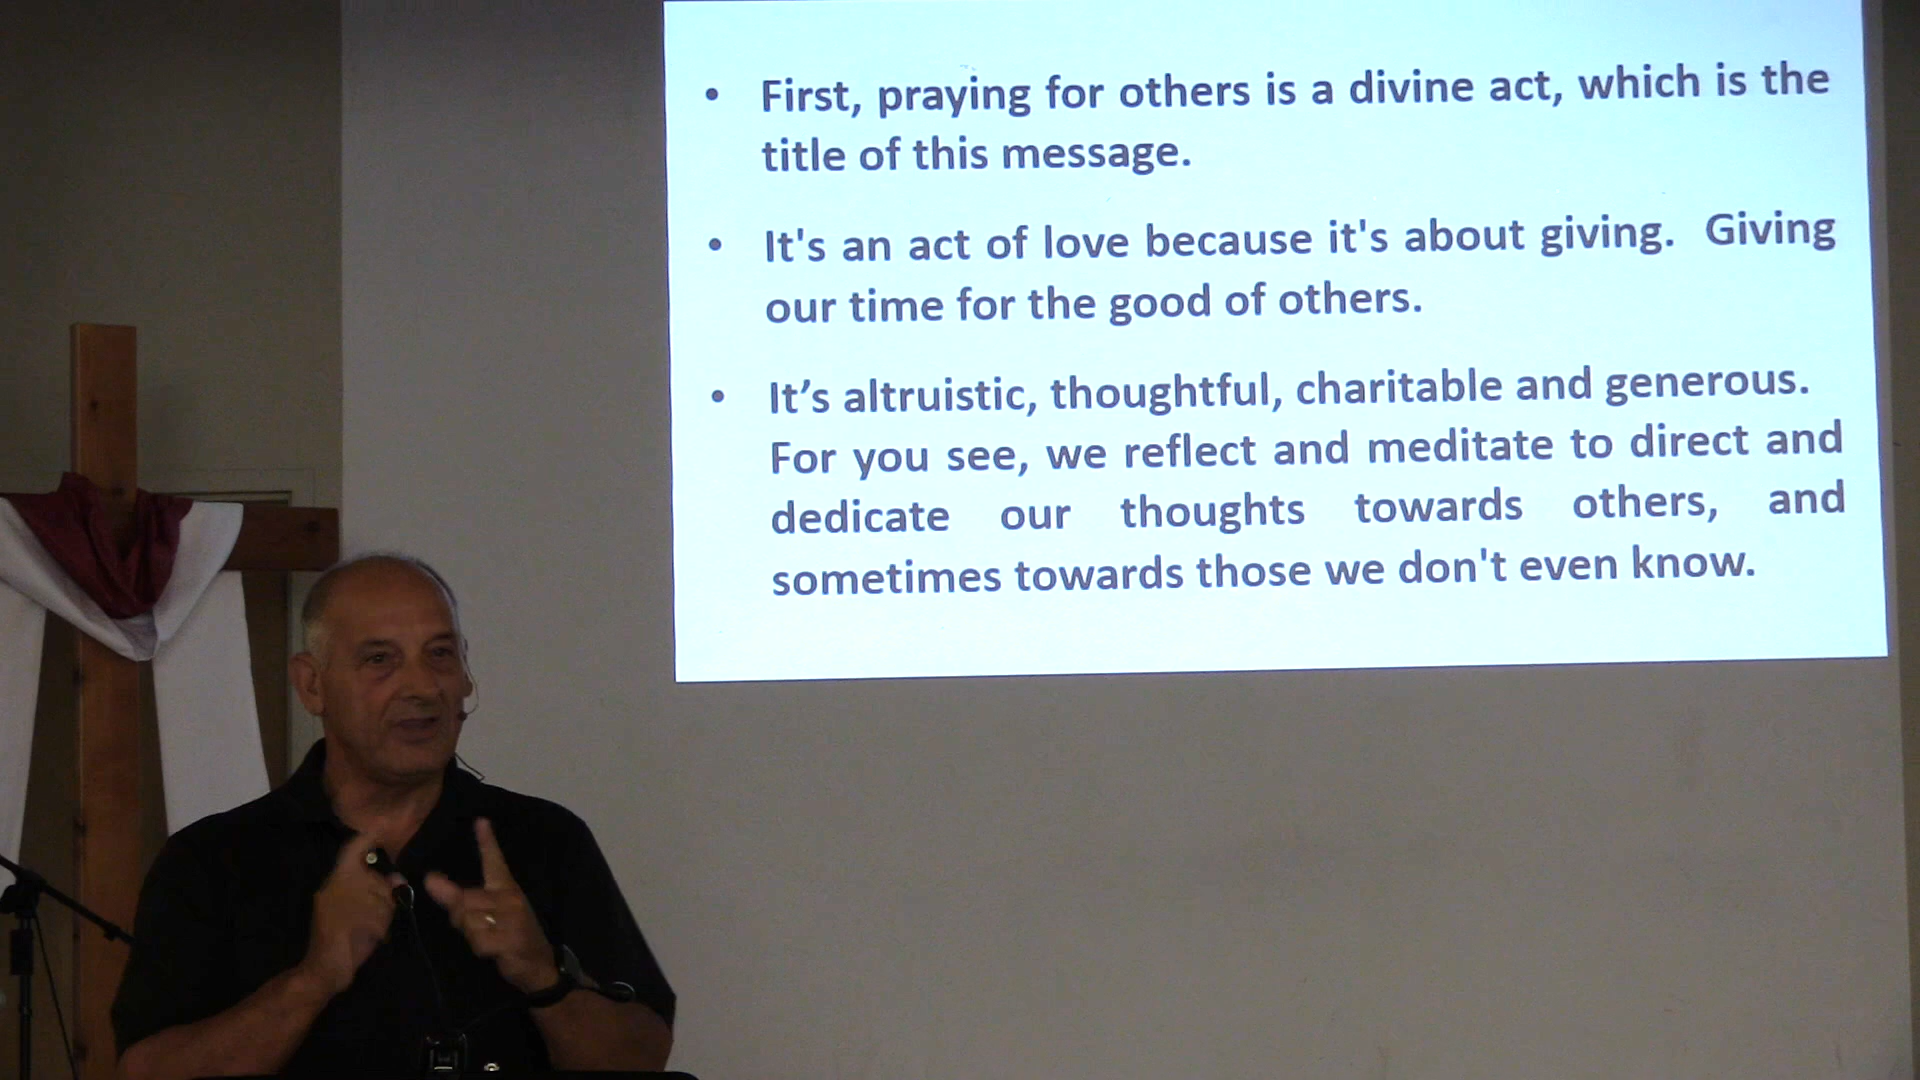 • First, praying for others is a divine act, which is the
title of this message.
• It's an act of love because it's about giving. Giving
our time for the good of others.
• It’s altruistic, thoughtful, charitable and generous.
For you see, we reflect and meditate to direct and
dedicate our thoughts towards others, and
sometimes towards those we don't even know.